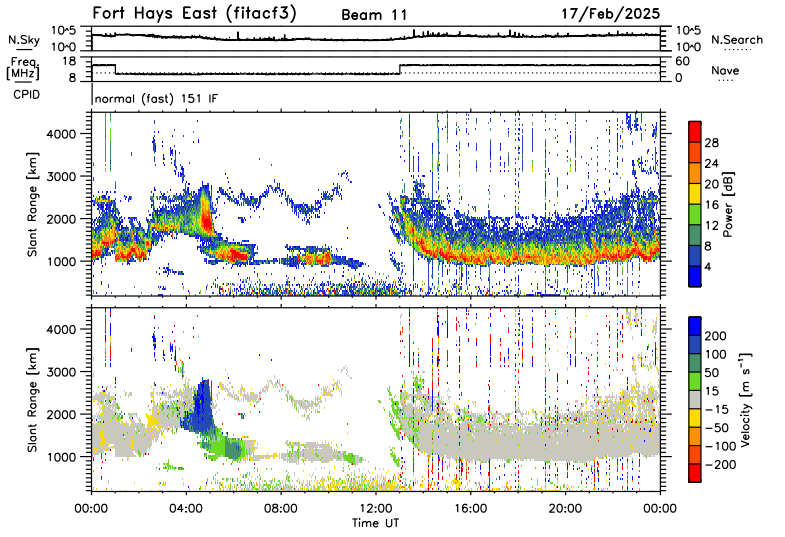 Fort Hays East (fitacf3) Beam 11 17/Feb/2025
N.Sky 10^5 10^0 10^5 10^0 N.Search
Freq. [MHz] 18 8 60 0 Nave
CPID normal (fast) 151 IF
Slant Range [km] 4000 3000 2000 1000
Power [dB] 28 24 20 16 12 8 4
Slant Range [km] 4000 3000 2000 1000
Velocity [m s⁻¹] 200 100 50 15 −15 −50 −100 −200
00:00 04:00 08:00 12:00 16:00 20:00 00:00
Time UT